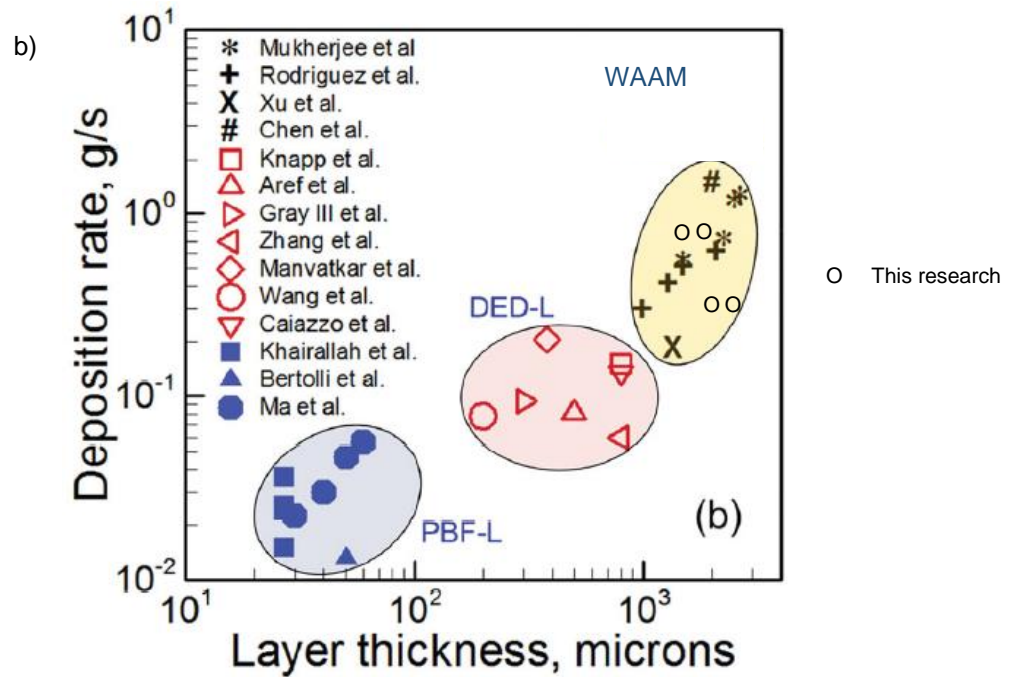 b)
10¹
* Mukherjee et al
+ Rodriguez et al.
X Xu et al.
# Chen et al.
Knapp et al.
Aref et al.
Gray III et al.
Zhang et al.
Manvatkar et al.
Wang et al.
Caiazzo et al.
Khairallah et al.
Bertolli et al.
Ma et al.
WAAM
10⁰
O This research
DED-L
10⁻¹
PBF-L
(b)
10⁻²
10¹ 10² 10³
Deposition rate, g/s
Layer thickness, microns